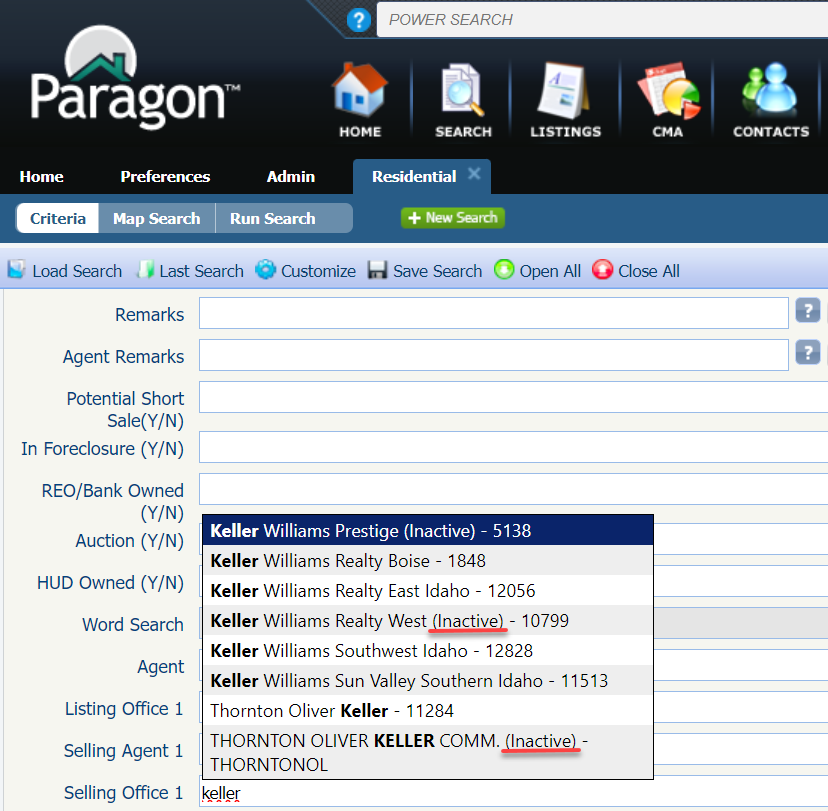 ? POWER SEARCH
Paragon™
HOME SEARCH LISTINGS CMA CONTACTS
Home Preferences Admin Residential
Criteria Map Search Run Search + New Search
Load Search Last Search Customize Save Search Open All Close All
Remarks ?
Agent Remarks ?
Potential Short
Sale(Y/N)
In Foreclosure (Y/N)
REO/Bank Owned
(Y/N)
Auction (Y/N)
HUD Owned (Y/N)
Word Search
Agent
Listing Office 1
Selling Agent 1
Selling Office 1 keller
Keller Williams Prestige (Inactive) - 5138
Keller Williams Realty Boise - 1848
Keller Williams Realty East Idaho - 12056
Keller Williams Realty West (Inactive) - 10799
Keller Williams Southwest Idaho - 12828
Keller Williams Sun Valley Southern Idaho - 11513
Thornton Oliver Keller - 11284
THORNTON OLIVER KELLER COMM. (Inactive) -
THORNTONOL